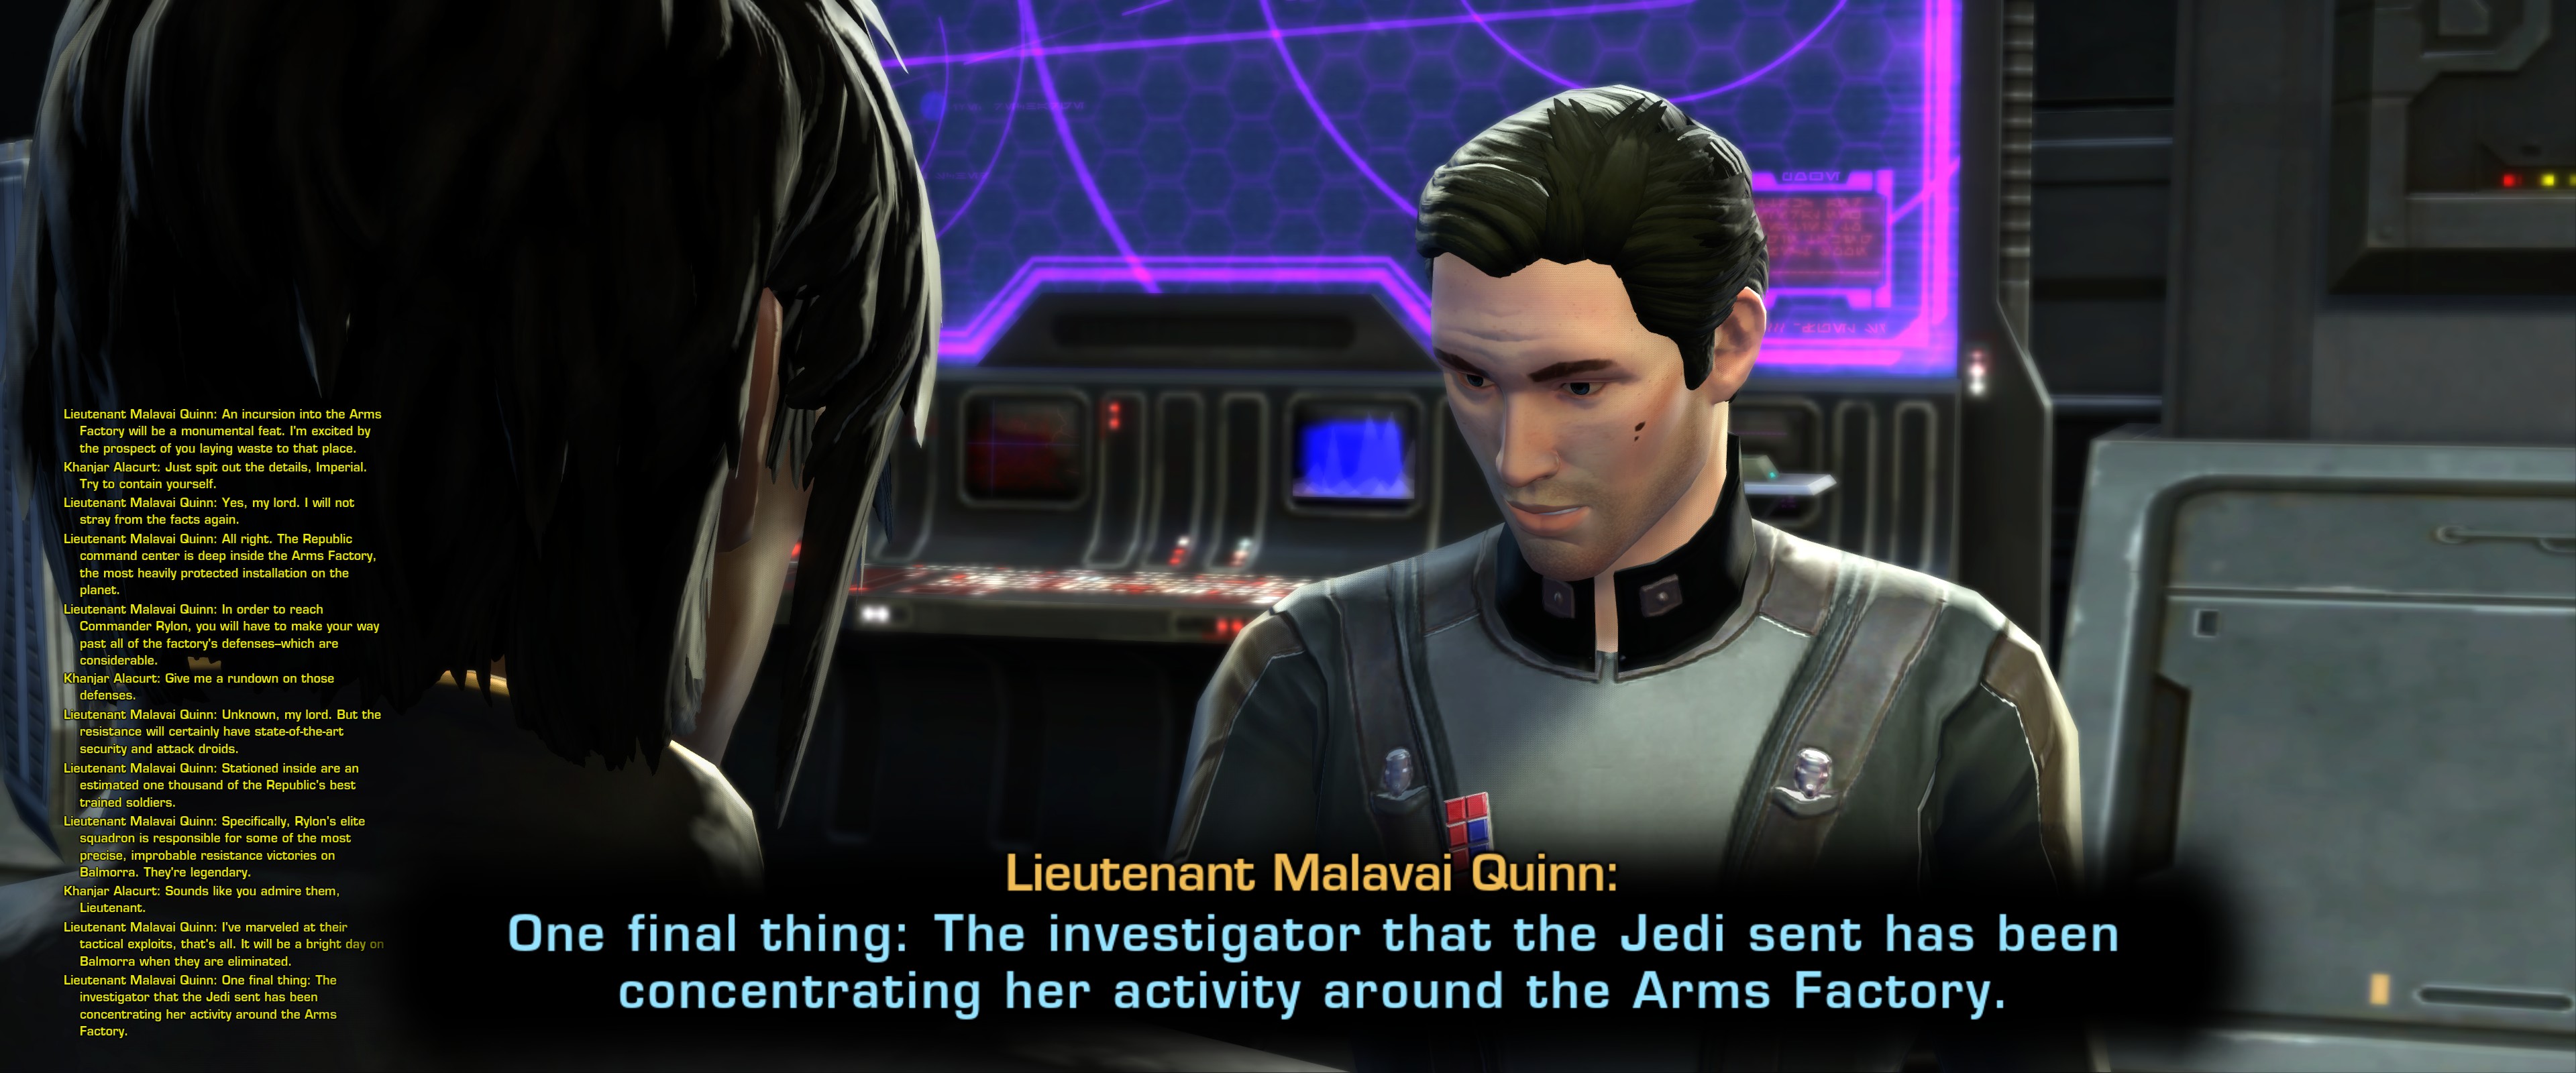 Lieutenant Malavai Quinn: An incursion into the Arms
Factory will be a monumental feat. I'm excited by
the prospect of you laying waste to that place.
Khanjar Alacurt: Just spit out the details, Imperial.
Try to contain yourself.
Lieutenant Malavai Quinn: Yes, my lord. I will not
stray from the facts again.
Lieutenant Malavai Quinn: All right. The Republic
command center is deep inside the Arms Factory,
the most heavily protected installation on the
planet.
Lieutenant Malavai Quinn: In order to reach
Commander Rylon, you will have to make your way
past all of the factory's defenses—which are
considerable.
Khanjar Alacurt: Give me a rundown on those
defenses.
Lieutenant Malavai Quinn: Unknown, my lord. But the
resistance will certainly have state-of-the-art
security and attack droids.
Lieutenant Malavai Quinn: Stationed inside are an
estimated one thousand of the Republic's best
trained soldiers.
Lieutenant Malavai Quinn: Specifically, Rylon's elite
squadron is responsible for some of the most
precise, improbable resistance victories on
Balmorra. They're legendary.
Khanjar Alacurt: Sounds like you admire them,
Lieutenant.
Lieutenant Malavai Quinn: I've marveled at their
tactical exploits, that's all. It will be a bright day on
Balmorra when they are eliminated.
Lieutenant Malavai Quinn: One final thing: The
investigator that the Jedi sent has been
concentrating her activity around the Arms
Factory.
Lieutenant Malavai Quinn:
One final thing: The investigator that the Jedi sent has been
concentrating her activity around the Arms Factory.